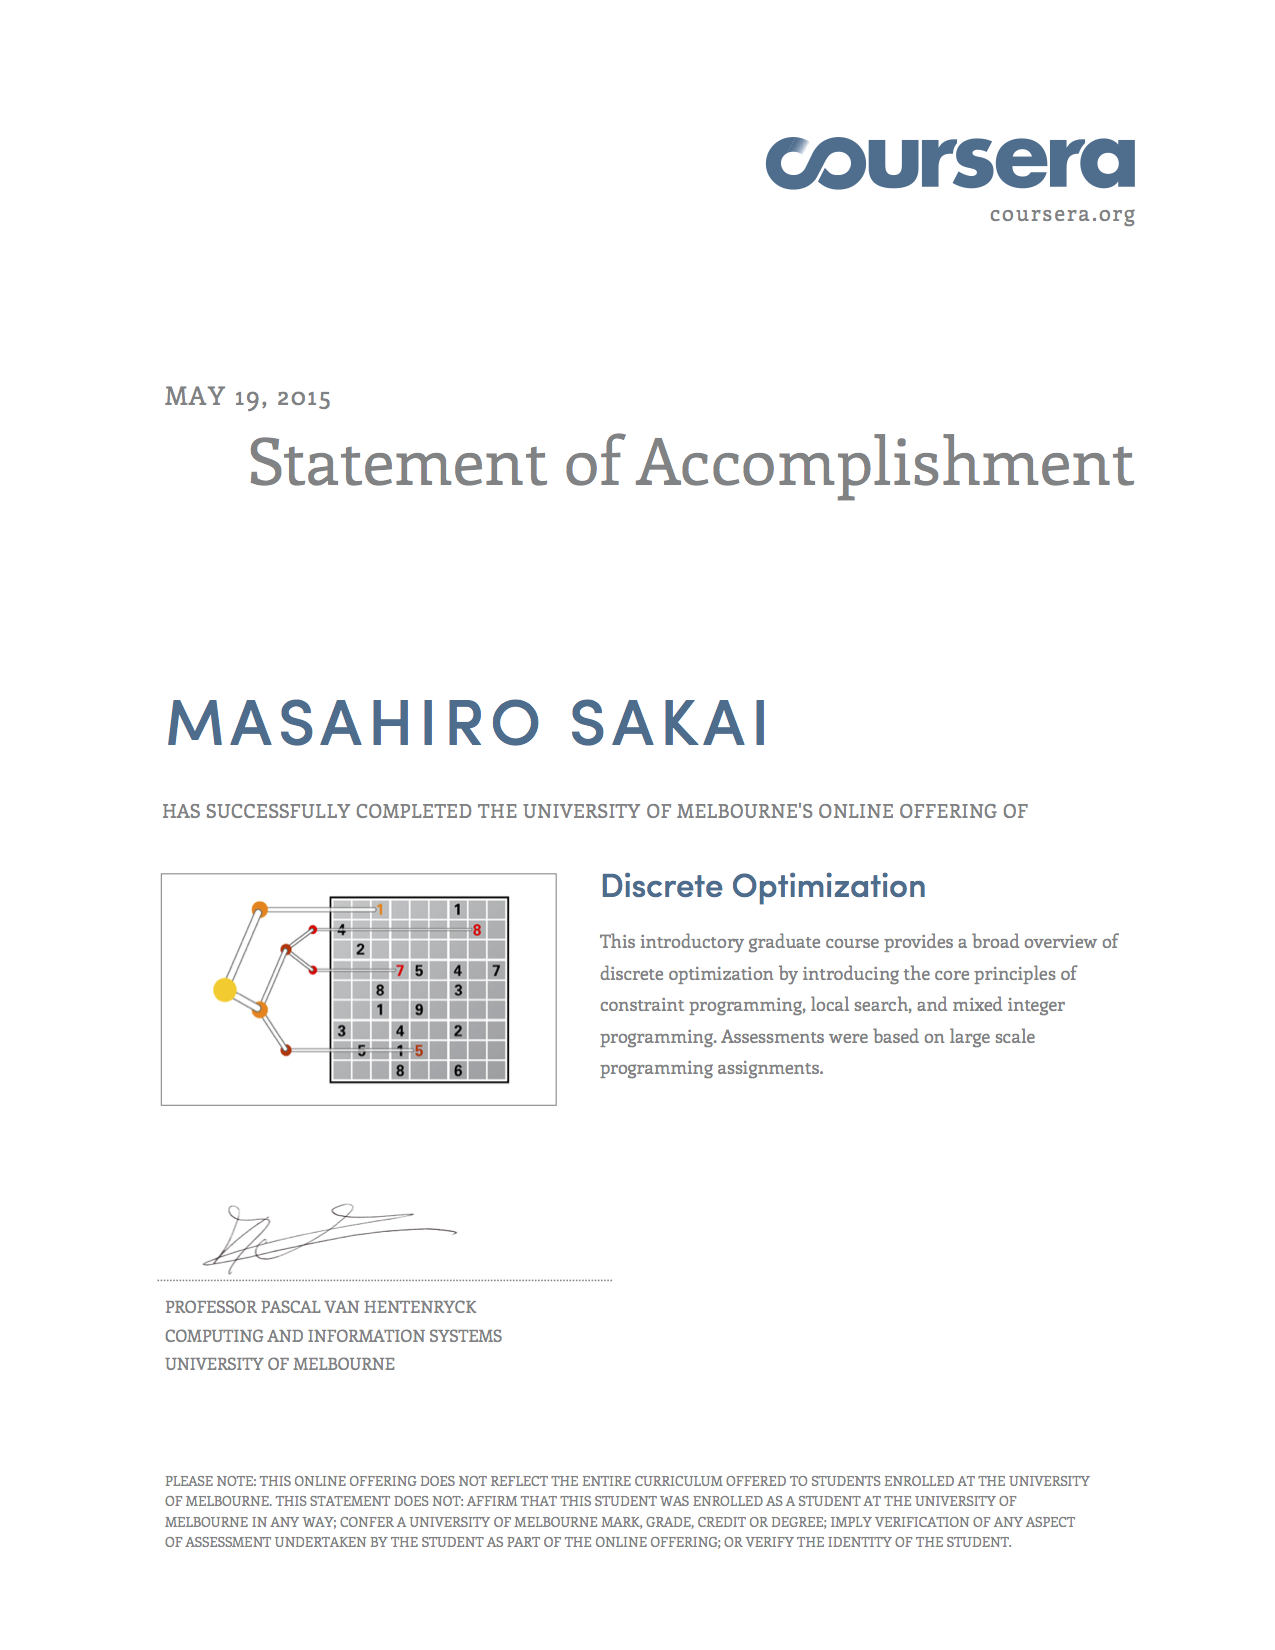 coursera
coursera.org
MAY 19, 2015
Statement of Accomplishment
MASAHIRO SAKAI
HAS SUCCESSFULLY COMPLETED THE UNIVERSITY OF MELBOURNE'S ONLINE OFFERING OF
Discrete Optimization
This introductory graduate course provides a broad overview of
discrete optimization by introducing the core principles of
constraint programming, local search, and mixed integer
programming. Assessments were based on large scale
programming assignments.
1 1
4 8
2
7 5 4 7
8 3
1 9
3 4 2
5 1 5
8 6
PROFESSOR PASCAL VAN HENTENRYCK
COMPUTING AND INFORMATION SYSTEMS
UNIVERSITY OF MELBOURNE
PLEASE NOTE: THIS ONLINE OFFERING DOES NOT REFLECT THE ENTIRE CURRICULUM OFFERED TO STUDENTS ENROLLED AT THE UNIVERSITY
OF MELBOURNE. THIS STATEMENT DOES NOT: AFFIRM THAT THIS STUDENT WAS ENROLLED AS A STUDENT AT THE UNIVERSITY OF
MELBOURNE IN ANY WAY; CONFER A UNIVERSITY OF MELBOURNE MARK, GRADE, CREDIT OR DEGREE; IMPLY VERIFICATION OF ANY ASPECT
OF ASSESSMENT UNDERTAKEN BY THE STUDENT AS PART OF THE ONLINE OFFERING; OR VERIFY THE IDENTITY OF THE STUDENT.